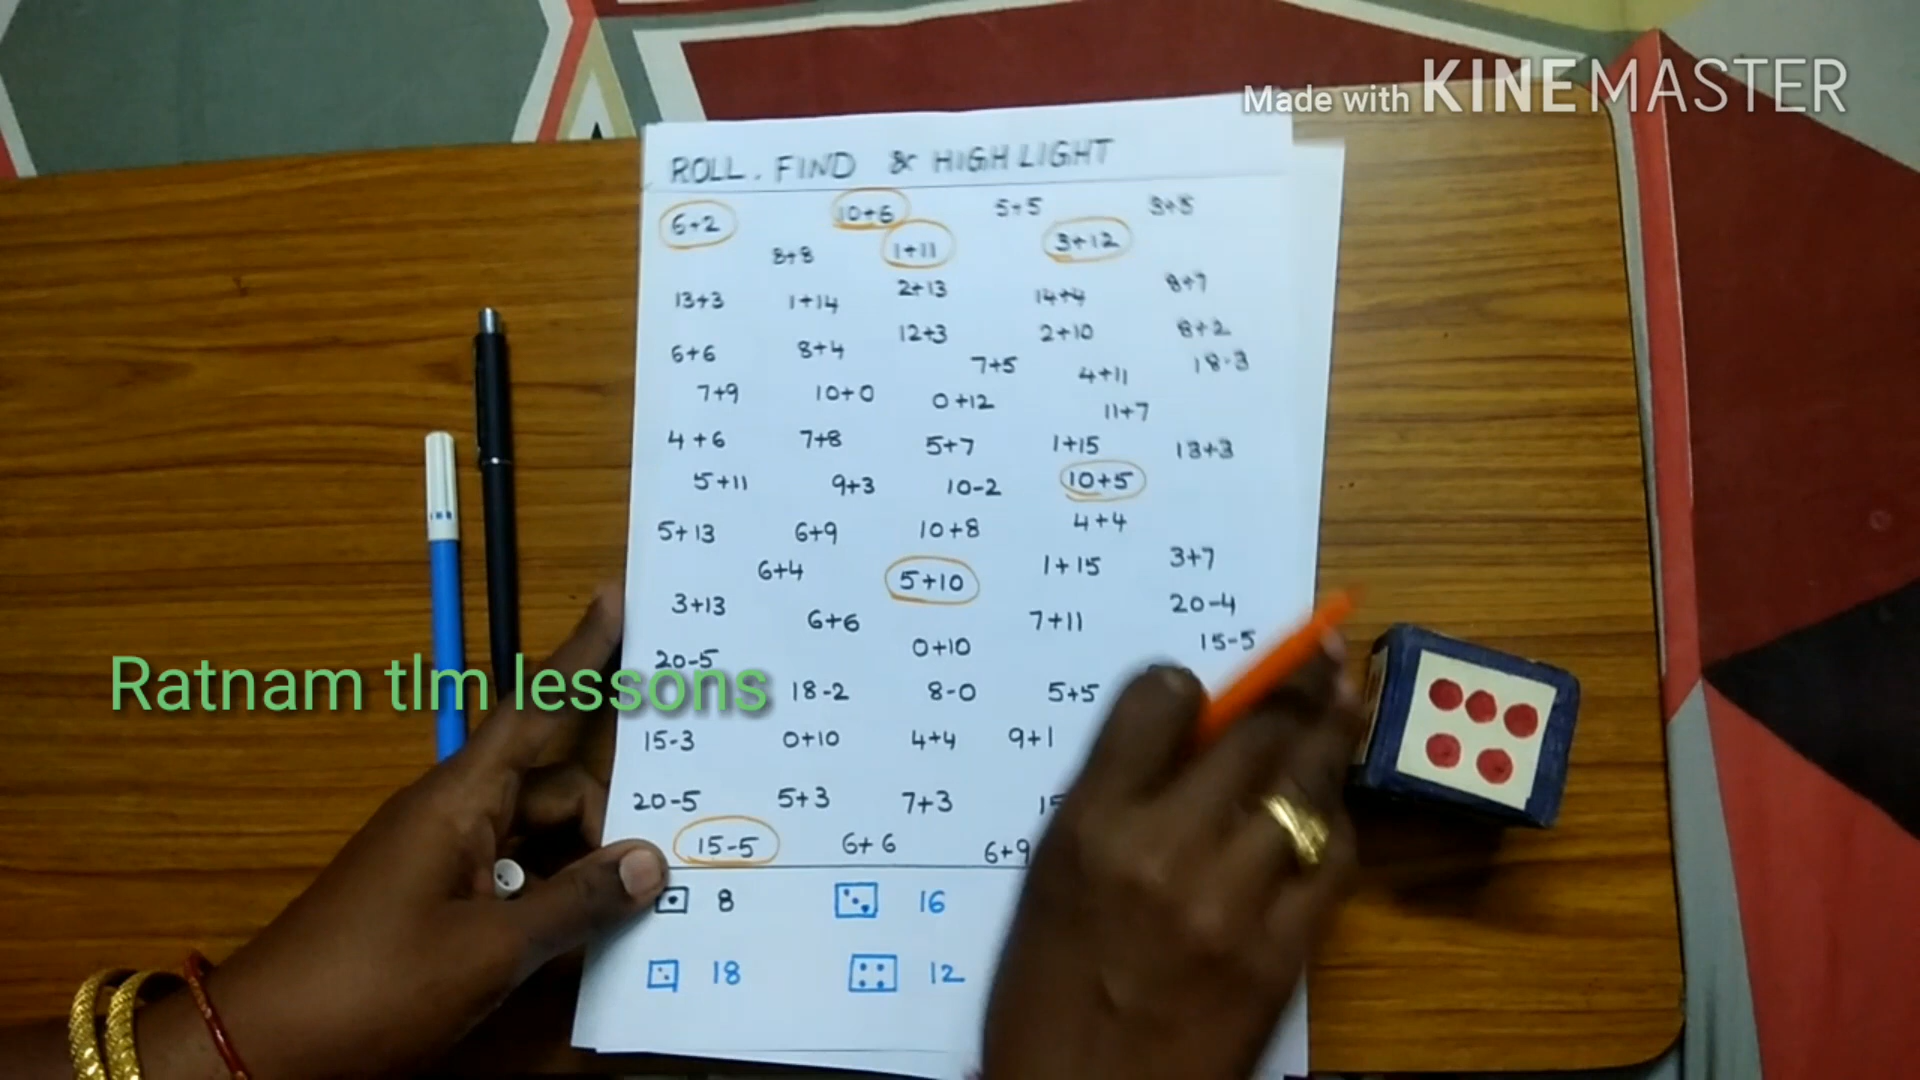 Made with KINEMASTER
ROLL. FIND & HIGHLIGHT
6+2 10+6 5+5 3+5
8+8 1+11 3+12
13+3 1+14 2+13 14+4 8+7
12+3 2+10 8+2
6+6 8+4 7+5 4+11 18-3
7+9 10+0 0+12 11+7
4+6 7+8 5+7 1+15 13+3
5+11 9+3 10-2 10+5
5+13 6+9 10+8 4+4
6+4 5+10 1+15 3+7
3+13 6+6 7+11 20-4
20-5 0+10 15-5
Ratnam tlm lessons
18-2 8-0 5+5
15-3 0+10 4+4 9+1
20-5 5+3 7+3
15-5 6+6 6+9
8 16
18 12